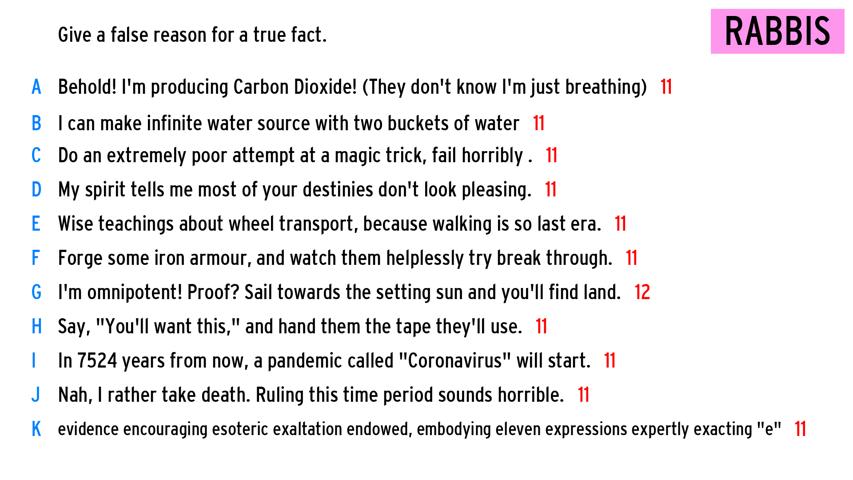 Give a false reason for a true fact.
RABBIS
A Behold! I'm producing Carbon Dioxide! (They don't know I'm just breathing) 11
B I can make infinite water source with two buckets of water 11
C Do an extremely poor attempt at a magic trick, fail horribly . 11
D My spirit tells me most of your destinies don't look pleasing. 11
E Wise teachings about wheel transport, because walking is so last era. 11
F Forge some iron armour, and watch them helplessly try break through. 11
G I'm omnipotent! Proof? Sail towards the setting sun and you'll find land. 12
H Say, "You'll want this," and hand them the tape they'll use. 11
I In 7524 years from now, a pandemic called "Coronavirus" will start. 11
J Nah, I rather take death. Ruling this time period sounds horrible. 11
K evidence encouraging esoteric exaltation endowed, embodying eleven expressions expertly exacting "e" 11